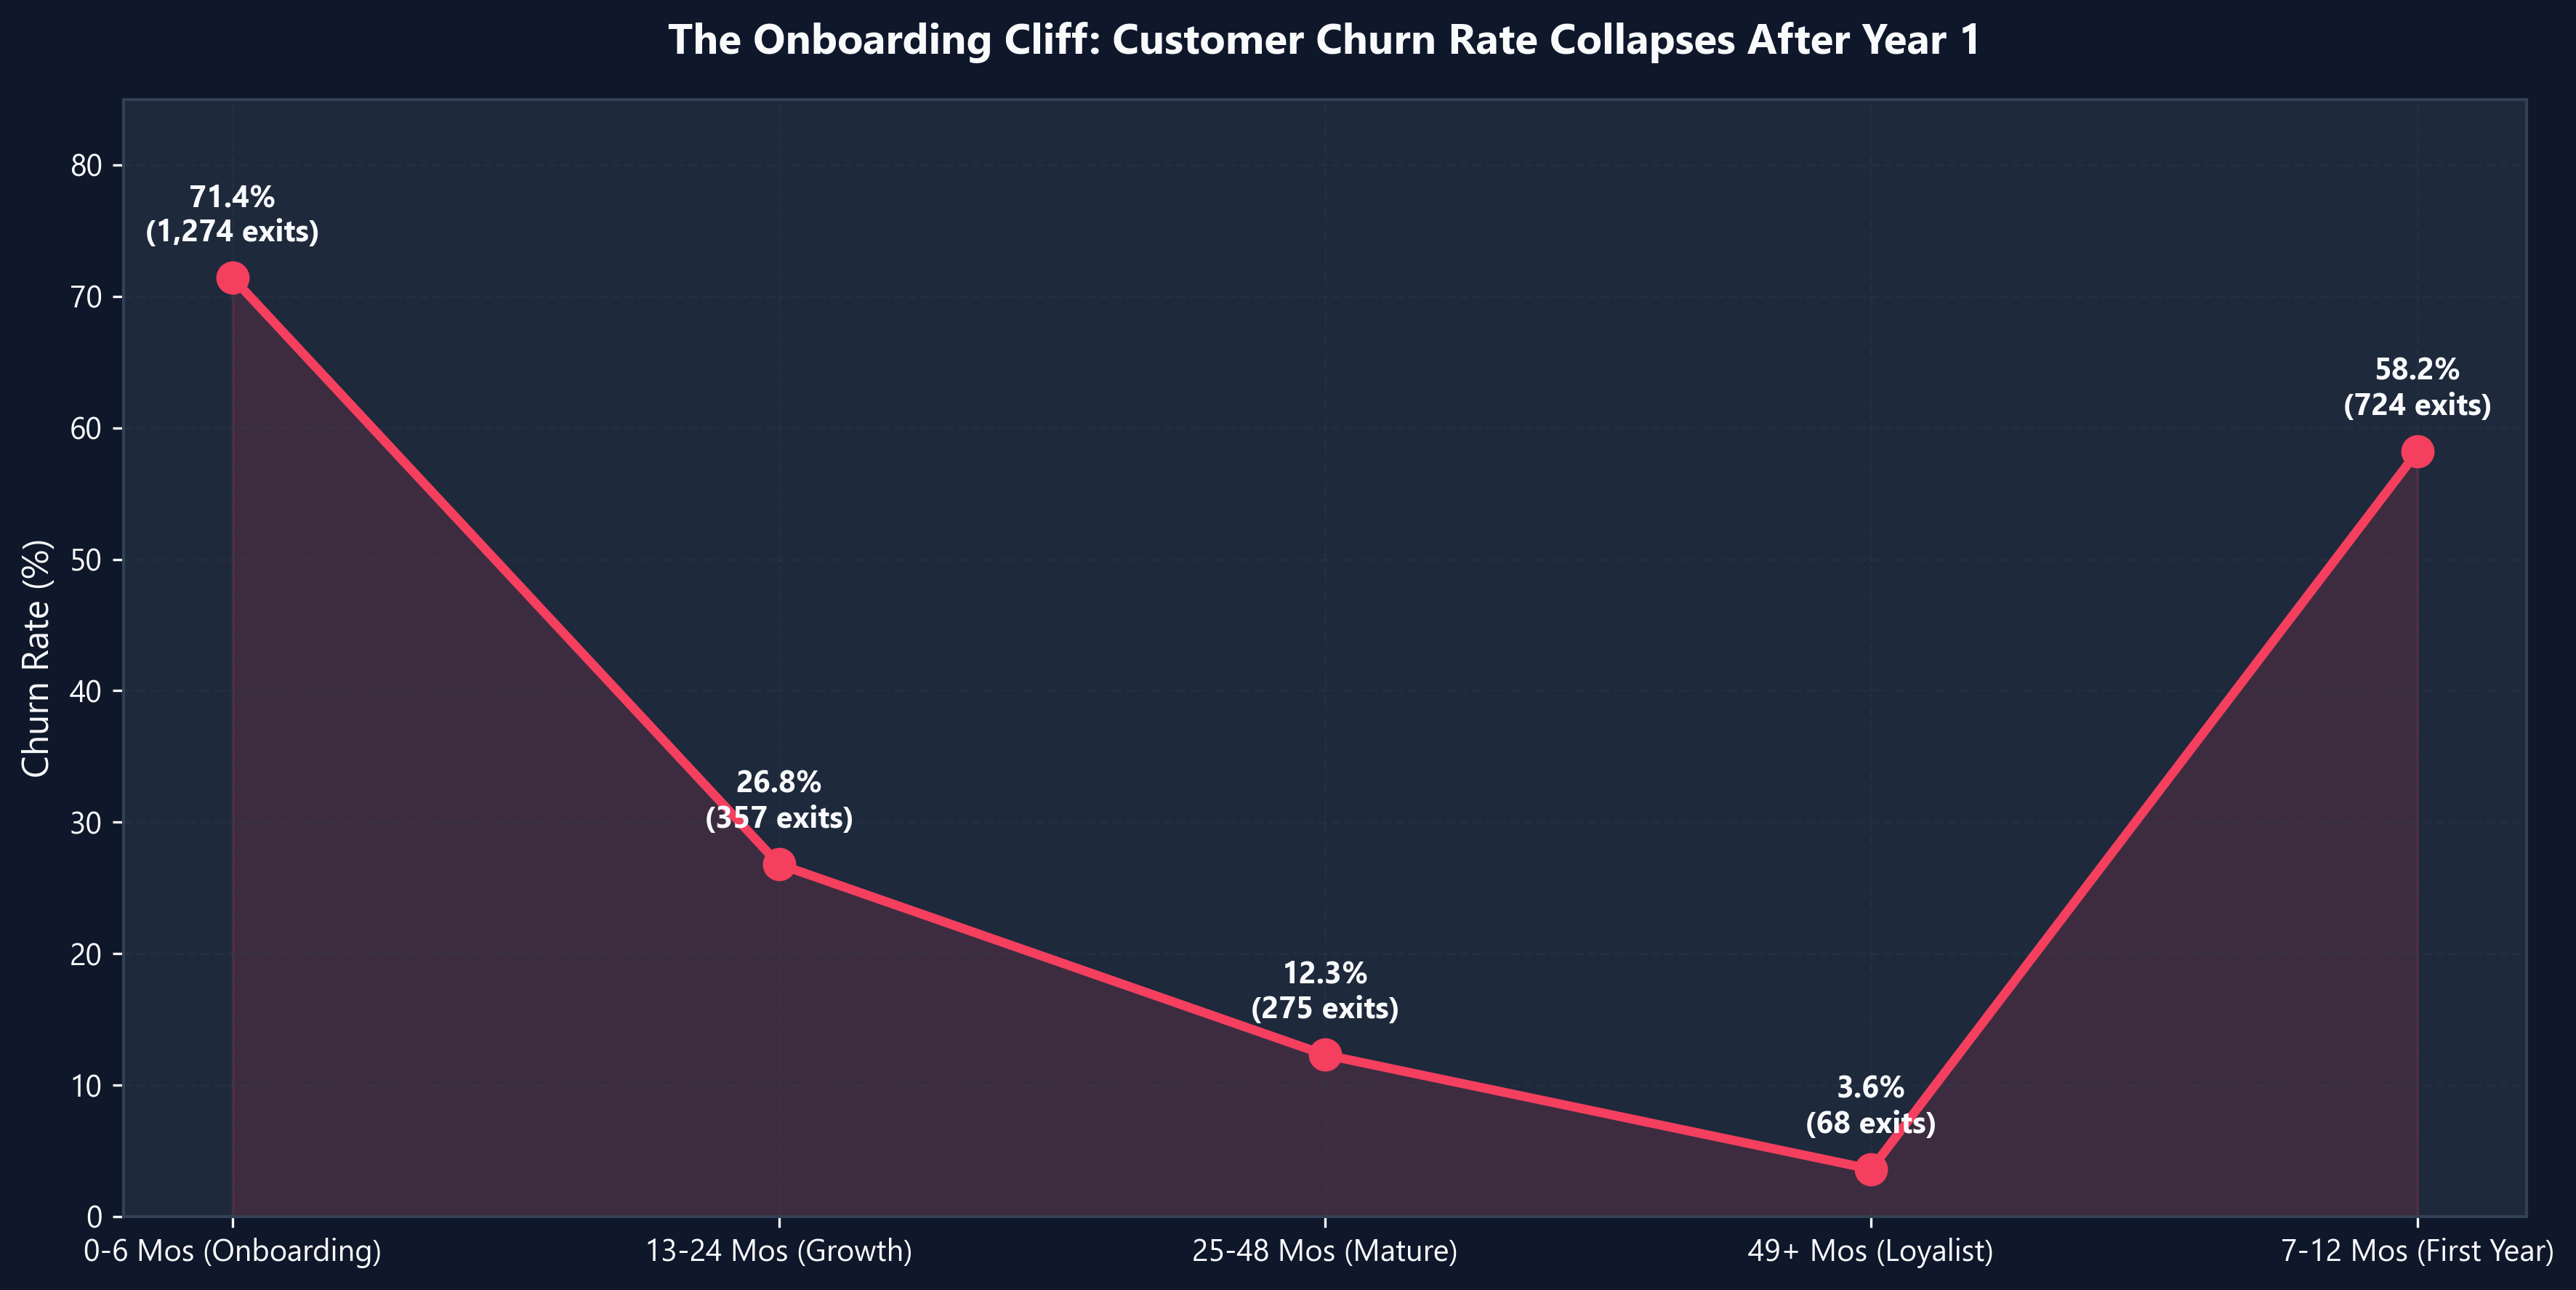 The Onboarding Cliff: Customer Churn Rate Collapses After Year 1
Churn Rate (%)
80
70
60
50
40
30
20
10
0
71.4%
(1,274 exits)
26.8%
(357 exits)
12.3%
(275 exits)
3.6%
(68 exits)
58.2%
(724 exits)
0-6 Mos (Onboarding)
13-24 Mos (Growth)
25-48 Mos (Mature)
49+ Mos (Loyalist)
7-12 Mos (First Year)